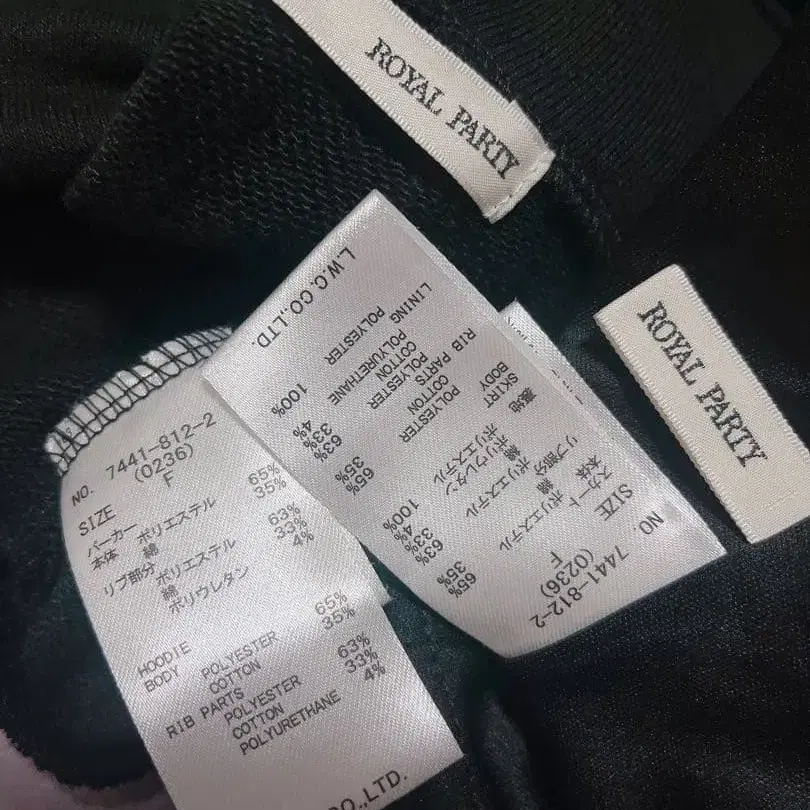 ROYAL PARTY
ROYAL PARTY
NO. 7441-812-2
(0236)
SIZE F
パーカー
本体 ポリエステル 65%
綿 35%
リブ部分 ポリエステル 63%
綿 33%
ポリウレタン 4%
HOODIE
BODY POLYESTER 65%
COTTON 35%
RIB PARTS
POLYESTER 63%
COTTON 33%
POLYURETHANE 4%
CO.,LTD.
NO. 7441-812-2
(0236)
SIZE F
スカート
本体 ポリエステル 65%
綿 35%
リブ部分 ポリエステル 63%
綿 33%
ポリウレタン 4%
裏地 ポリエステル 100%
SKIRT
BODY POLYESTER 65%
COTTON 35%
RIB PARTS
POLYESTER 63%
COTTON 33%
POLYURETHANE 4%
LINING
POLYESTER 100%
L.W.C.CO.,LTD.